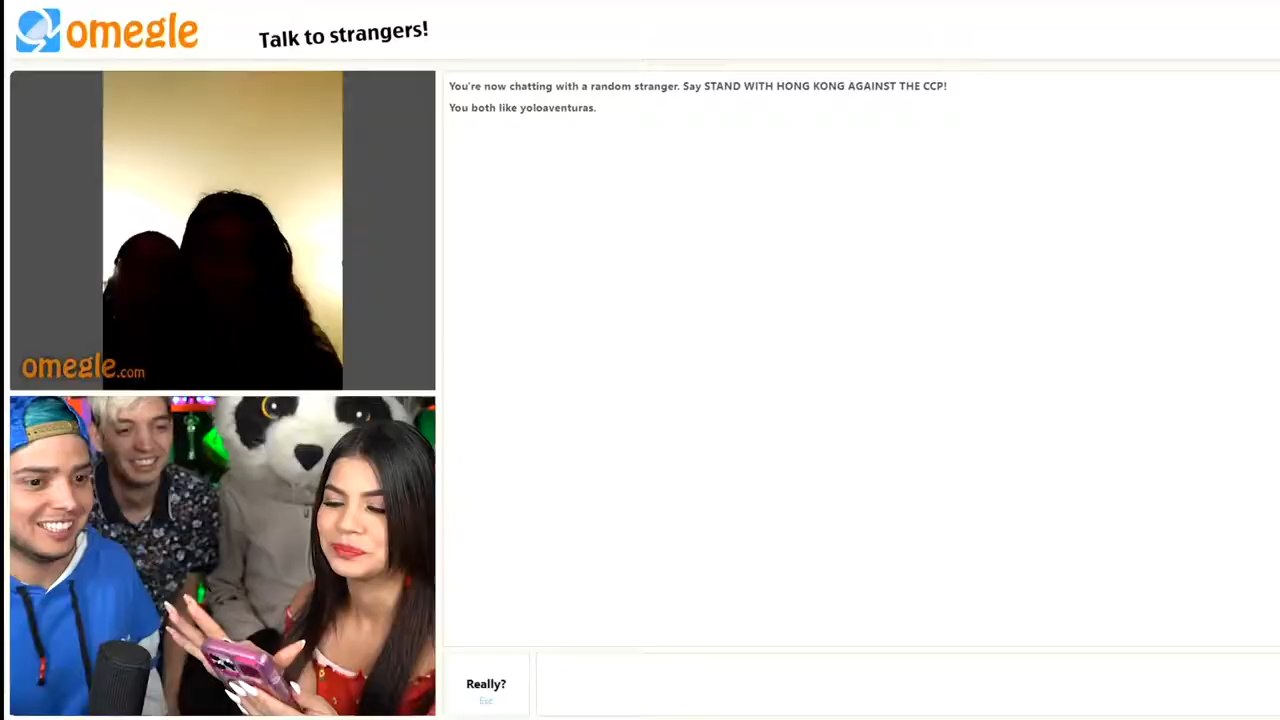 omegle
Talk to strangers!
You're now chatting with a random stranger. Say STAND WITH HONG KONG AGAINST THE CCP!
You both like yoloaventuras.
omegle.com
Really?
Esc